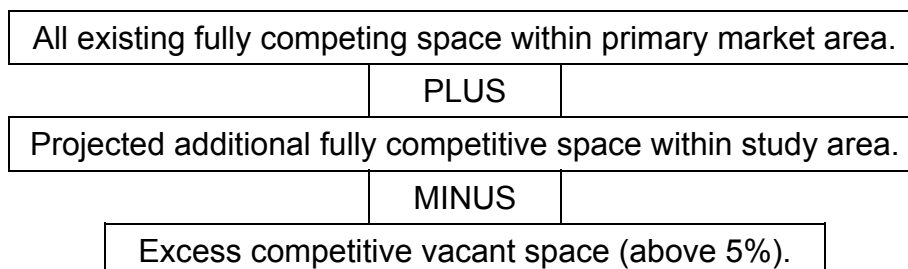 All existing fully competing space within primary market area.
PLUS
Projected additional fully competitive space within study area.
MINUS
Excess competitive vacant space (above 5%).